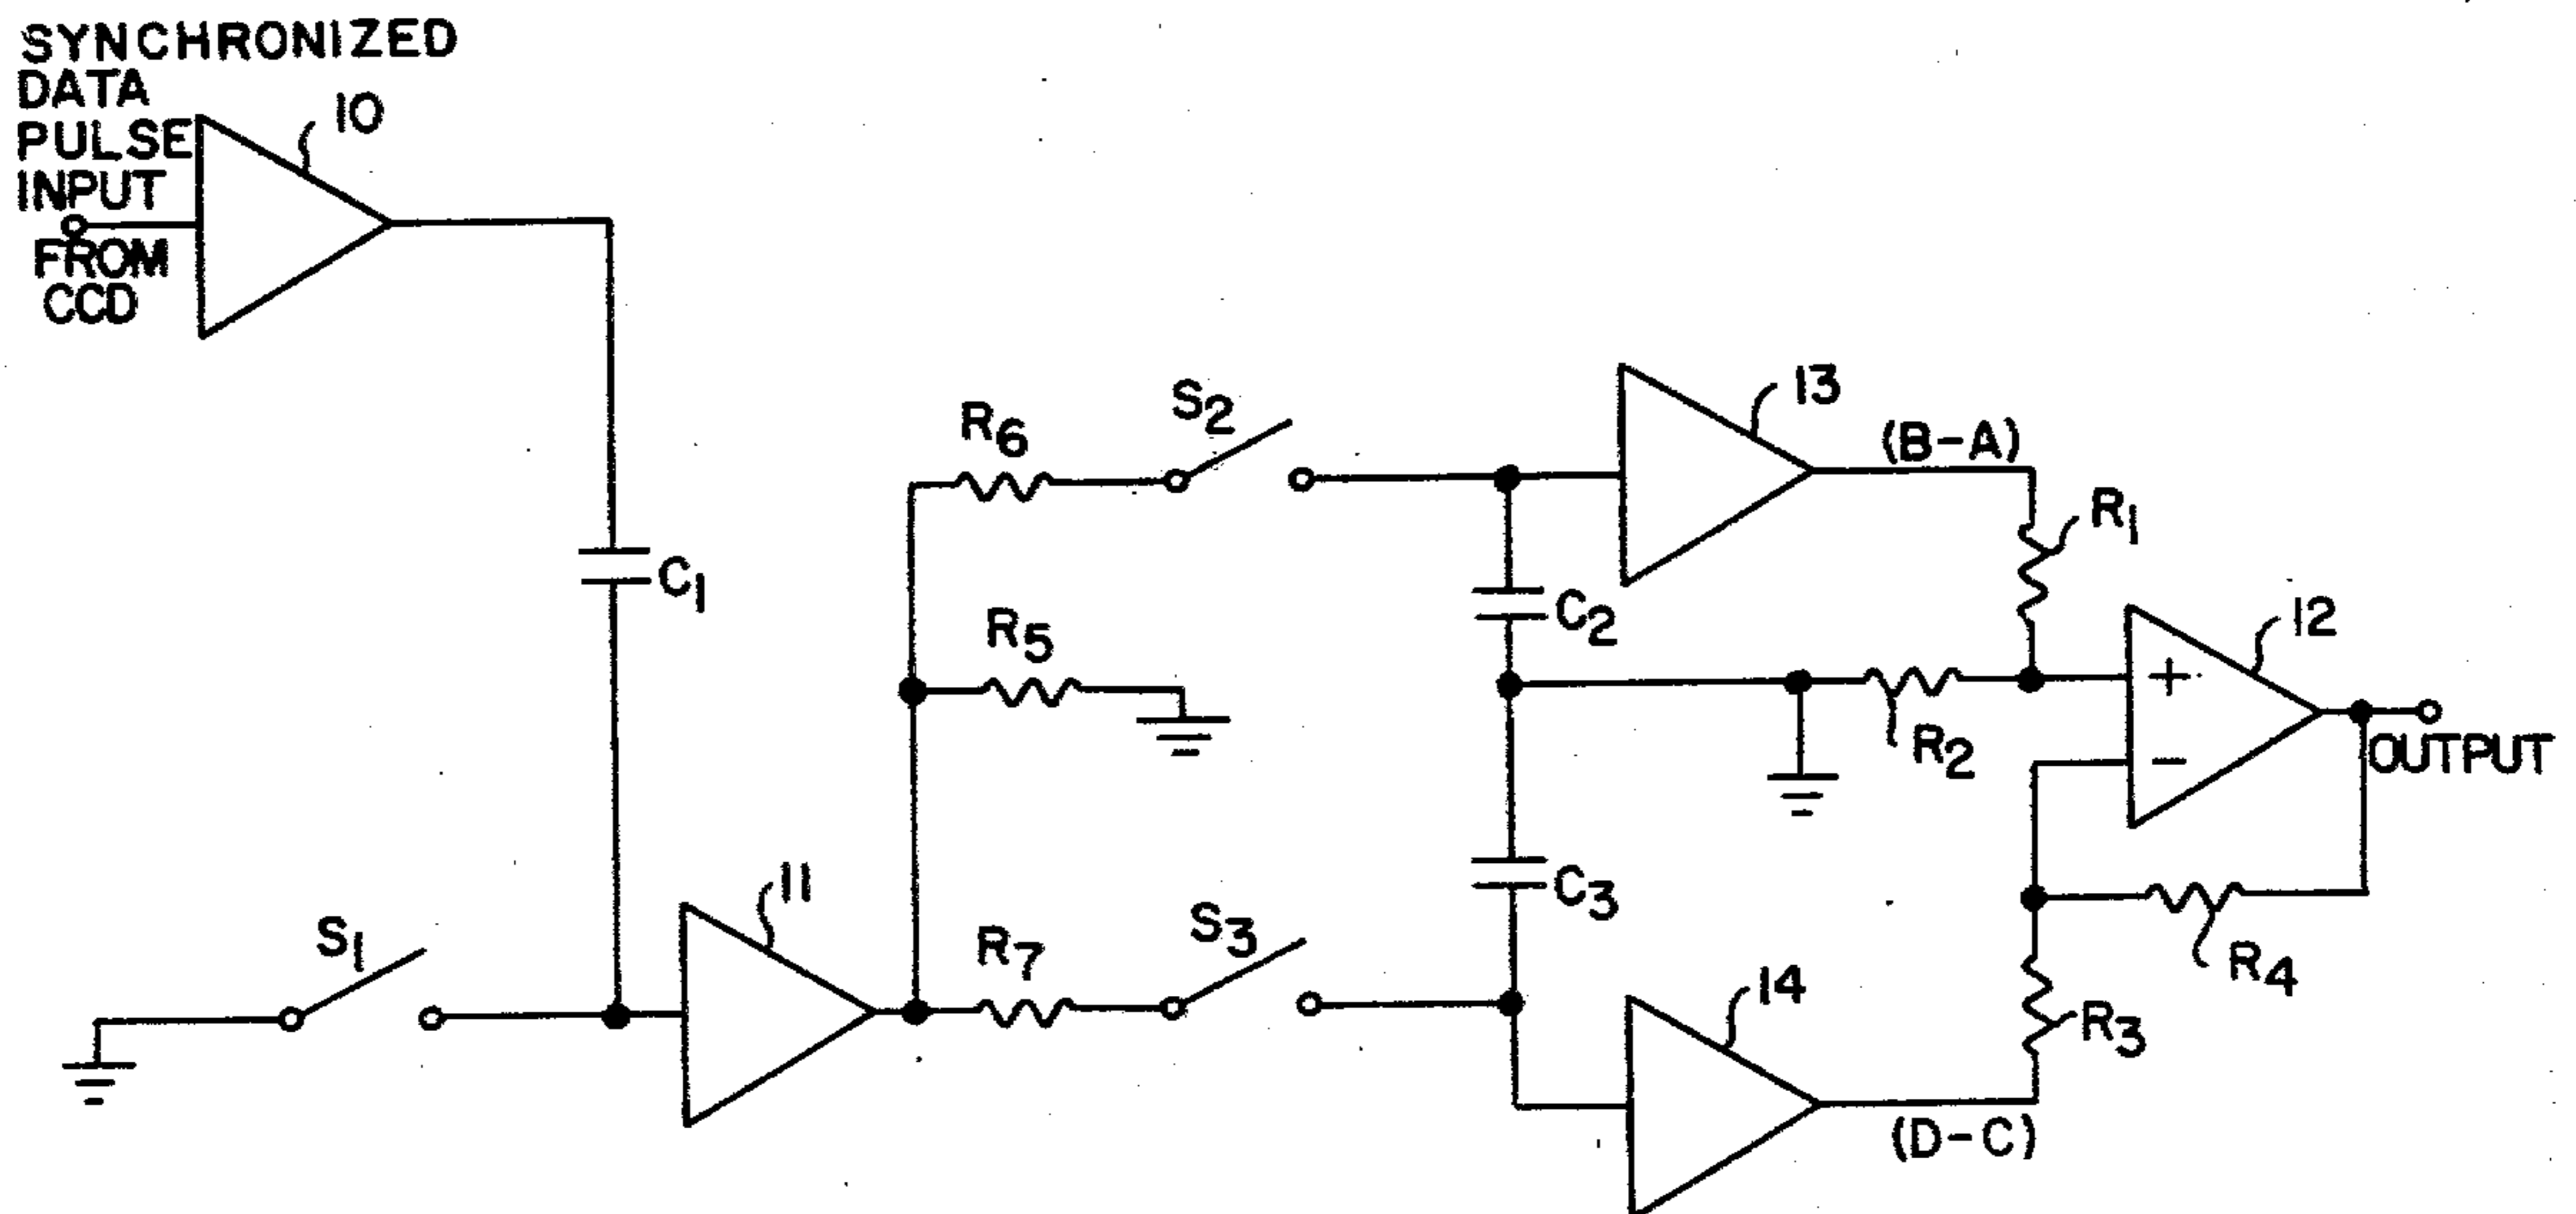 SYNCHRONIZED
DATA
PULSE
INPUT
FROM
CCD
10
C1
S1
11
R6
S2
R5
R7
S3
C2
C3
13
(B-A)
R1
R2
12
+
-
OUTPUT
R4
R3
14
(D-C)